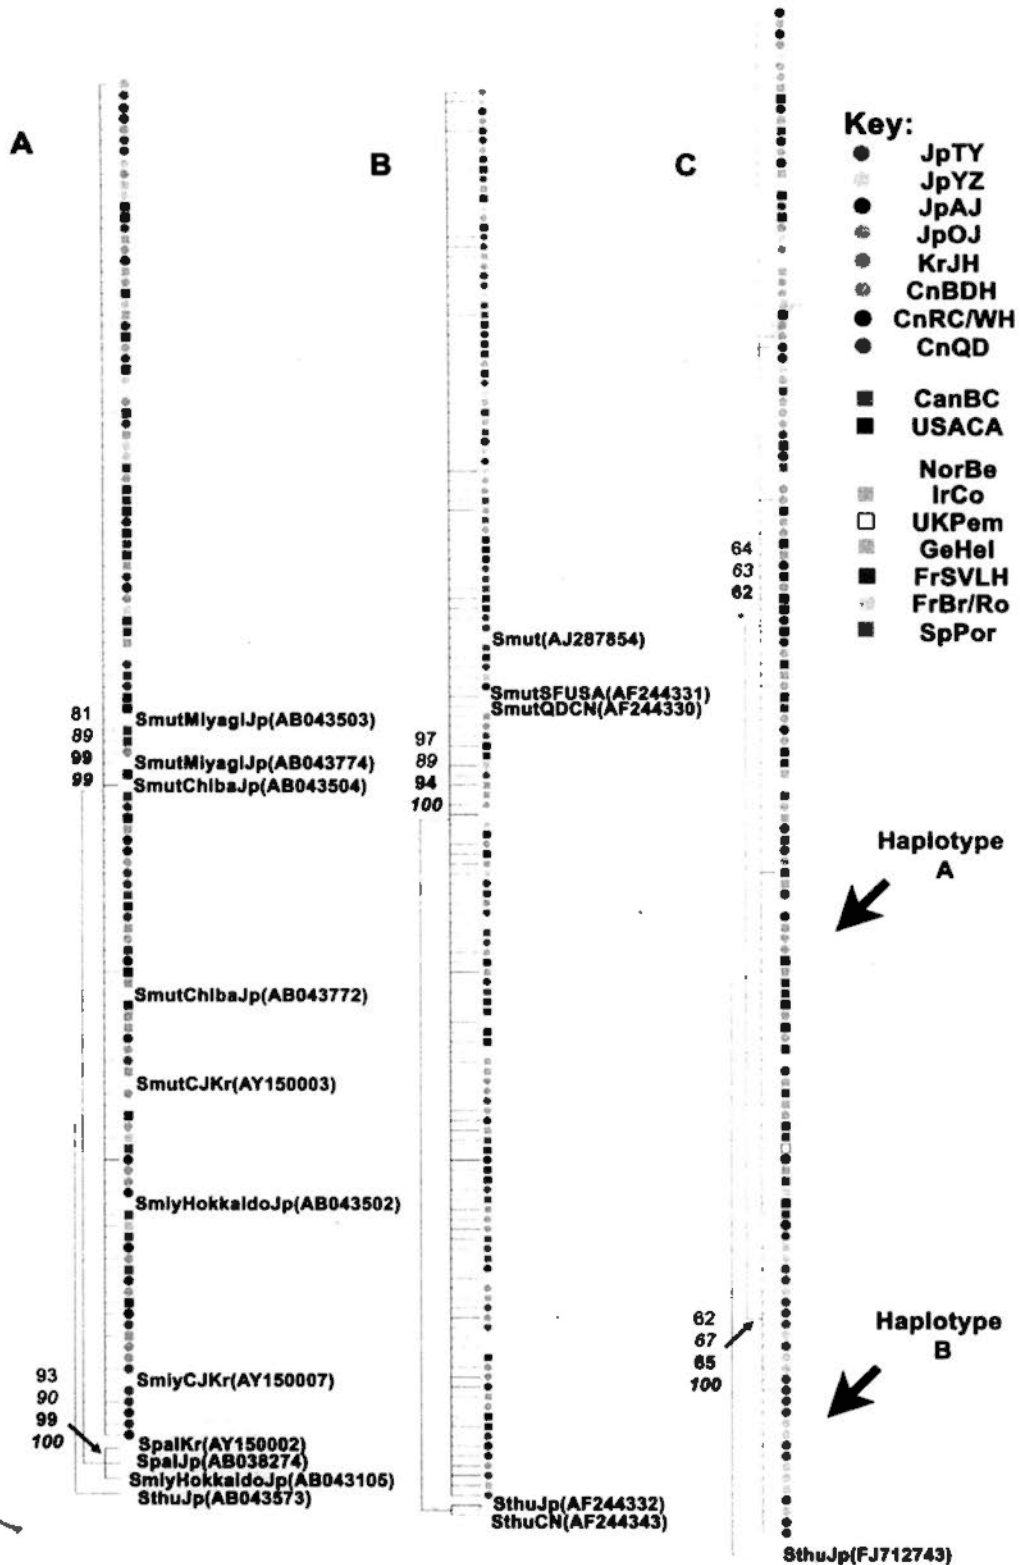 A
81
89
99
99
SmutMiyagiJp(AB043503)
SmutMiyagiJp(AB043774)
SmutChibaJp(AB043504)
SmutChibaJp(AB043772)
SmutCJKr(AY150003)
SmiyHokkaidoJp(AB043502)
SmiyCJKr(AY150007)
93
90
99
100
SpalKr(AY150002)
SpalJp(AB038274)
SmiyHokkaidoJp(AB043105)
SthuJp(AB043573)
B
Smut(AJ287854)
SmutSFUSA(AF244331)
SmutQDCN(AF244330)
97
89
94
100
SthuJp(AF244332)
SthuCN(AF244343)
C
64
63
62
62
67
65
100
Haplotype
A
Haplotype
B
SthuJp(FJ712743)
Key:
JpTY
JpYZ
JpAJ
JpOJ
KrJH
CnBDH
CnRC/WH
CnQD
CanBC
USACA
NorBe
IrCo
UKPem
GeHel
FrSVLH
FrBr/Ro
SpPor